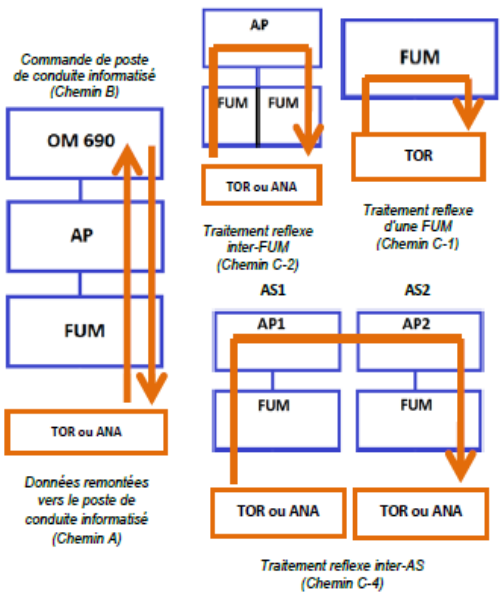 Commande de poste
de conduite informatisé
(Chemin B)
OM 690
AP
FUM
TOR ou ANA
Données remontées
vers le poste de
conduite informatisé
(Chemin A)
AP
FUM FUM
TOR ou ANA
Traitement reflexe
inter-FUM
(Chemin C-2)
FUM
TOR
Traitement reflexe
d'une FUM
(Chemin C-1)
AS1 AS2
AP1 AP2
FUM FUM
TOR ou ANA TOR ou ANA
Traitement reflexe inter-AS
(Chemin C-4)